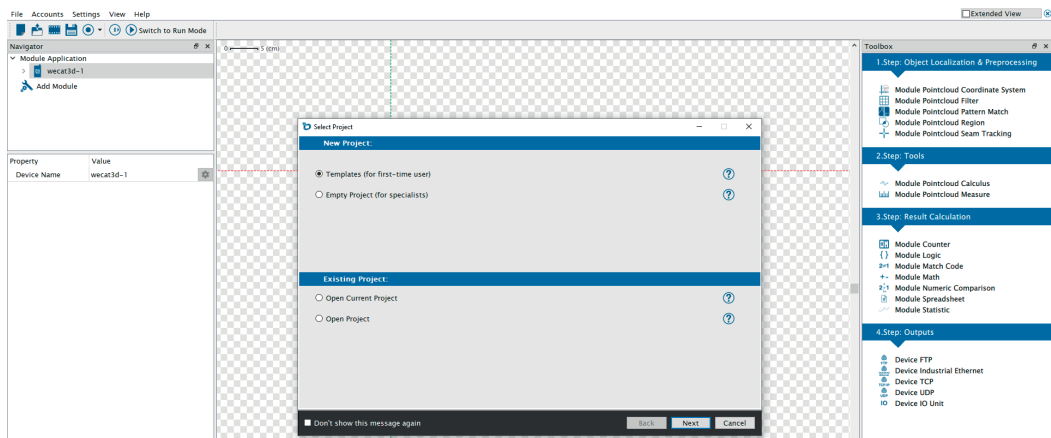 File Accounts Settings View Help
Extended View
Switch to Run Mode
Navigator
Module Application
wecat3d-1
Add Module
Property Value
Device Name wecat3d-1
0 5 (cm)
Select Project
New Project:
Templates (for first-time user)
Empty Project (for specialists)
Existing Project:
Open Current Project
Open Project
Don't show this message again
Back Next Cancel
Toolbox
1.Step: Object Localization & Preprocessing
Module Pointcloud Coordinate System
Module Pointcloud Filter
Module Pointcloud Pattern Match
Module Pointcloud Region
Module Pointcloud Seam Tracking
2.Step: Tools
Module Pointcloud Calculus
Module Pointcloud Measure
3.Step: Result Calculation
Module Counter
Module Logic
Module Match Code
Module Math
Module Numeric Comparison
Module Spreadsheet
Module Statistic
4.Step: Outputs
Device FTP
Device Industrial Ethernet
Device TCP
Device UDP
IO Device IO Unit